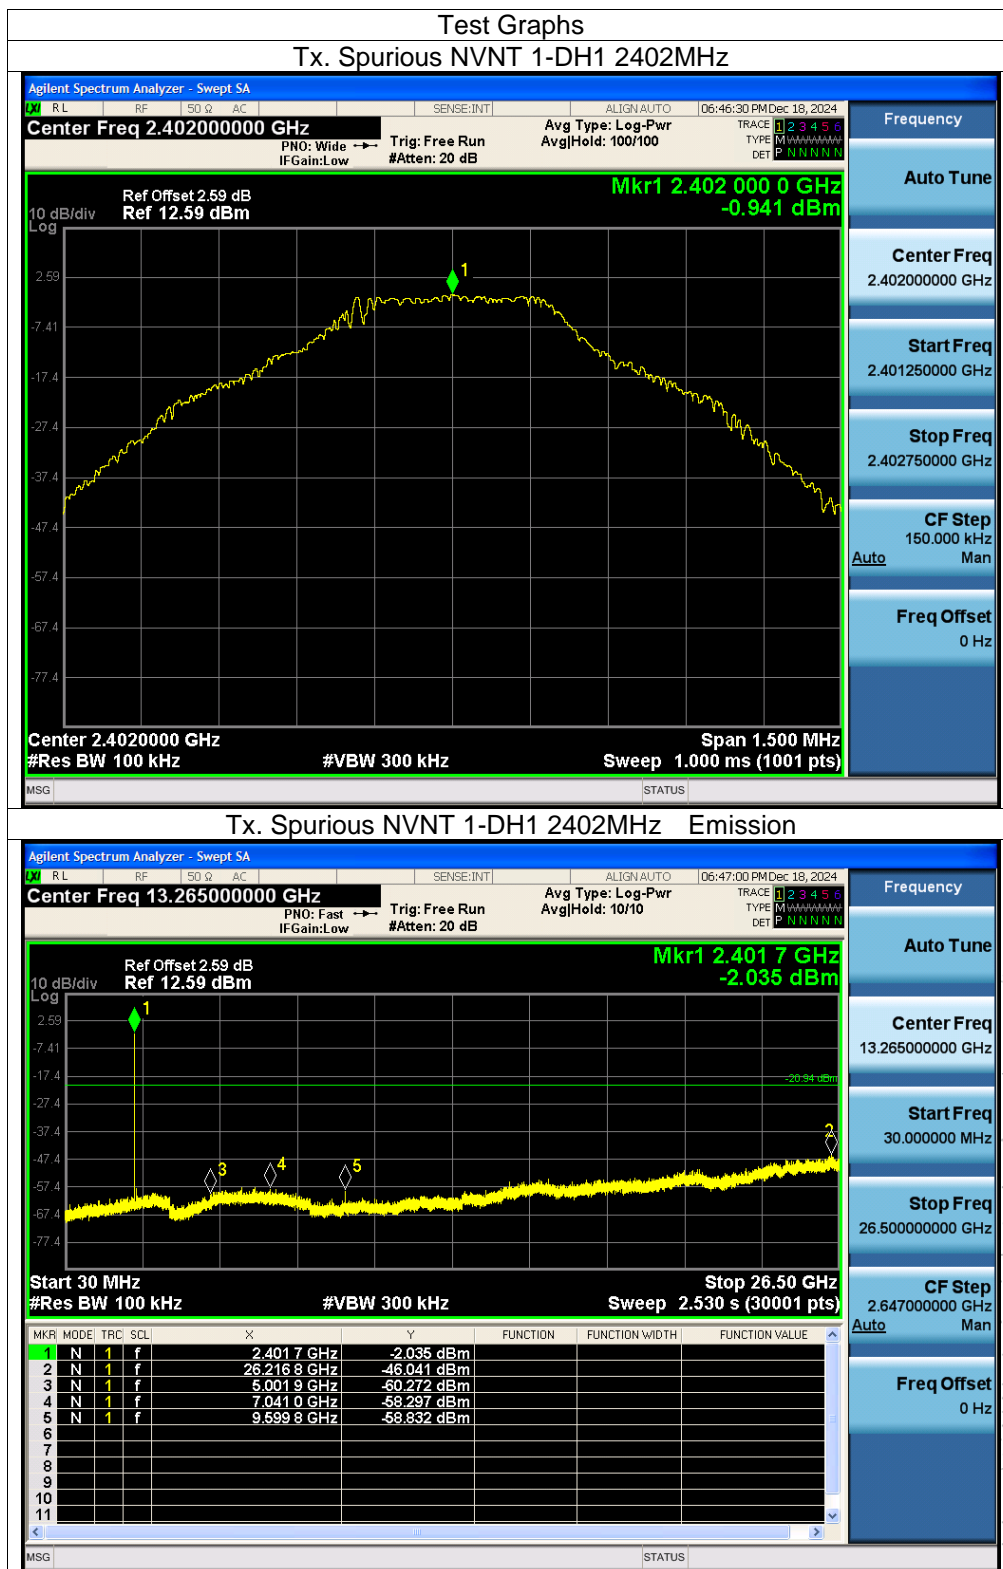 Test Graphs
Tx. Spurious NVNT 1-DH1 2402MHz
Agilent Spectrum Analyzer - Swept SA
LXI RL RF 50 Ω AC SENSE:INT ALIGN AUTO 06:46:30 PM Dec 18, 2024
Center Freq 2.402000000 GHz
PNO: Wide
IFGain:Low
Trig: Free Run
#Atten: 20 dB
Avg Type: Log-Pwr
Avg|Hold: 100/100
TRACE 1 2 3 4 5 6
TYPE M
DET P N N N N N
Frequency
Mkr1 2.402 000 0 GHz
-0.941 dBm
Ref Offset 2.59 dB
10 dB/div Ref 12.59 dBm
Log
1
2.59
-7.41
-17.4
-27.4
-37.4
-47.4
-57.4
-67.4
-77.4
Center 2.4020000 GHz Span 1.500 MHz
#Res BW 100 kHz #VBW 300 kHz Sweep 1.000 ms (1001 pts)
MSG STATUS
Auto Tune
Center Freq
2.402000000 GHz
Start Freq
2.401250000 GHz
Stop Freq
2.402750000 GHz
CF Step
150.000 kHz
Auto Man
Freq Offset
0 Hz
Tx. Spurious NVNT 1-DH1 2402MHz Emission
Agilent Spectrum Analyzer - Swept SA
LXI RL RF 50 Ω AC SENSE:INT ALIGN AUTO 06:47:00 PM Dec 18, 2024
Center Freq 13.265000000 GHz
PNO: Fast
IFGain:Low
Trig: Free Run
#Atten: 20 dB
Avg Type: Log-Pwr
Avg|Hold: 10/10
TRACE 1 2 3 4 5 6
TYPE M
DET P N N N N N
Frequency
Mkr1 2.401 7 GHz
-2.035 dBm
Ref Offset 2.59 dB
10 dB/div Ref 12.59 dBm
Log
1
2.59
-7.41
-17.4
-20.94 dBm
-27.4
-37.4
2
-47.4
3 4 5
-57.4
-67.4
-77.4
Start 30 MHz Stop 26.50 GHz
#Res BW 100 kHz #VBW 300 kHz Sweep 2.530 s (30001 pts)
MKR MODE TRC SCL X Y FUNCTION FUNCTION WIDTH FUNCTION VALUE
1 N 1 f 2.401 7 GHz -2.035 dBm
2 N 1 f 26.216 8 GHz -46.041 dBm
3 N 1 f 5.001 9 GHz -60.272 dBm
4 N 1 f 7.041 0 GHz -58.297 dBm
5 N 1 f 9.599 8 GHz -58.832 dBm
6
7
8
9
10
11
MSG STATUS
Auto Tune
Center Freq
13.265000000 GHz
Start Freq
30.000000 MHz
Stop Freq
26.500000000 GHz
CF Step
2.647000000 GHz
Auto Man
Freq Offset
0 Hz